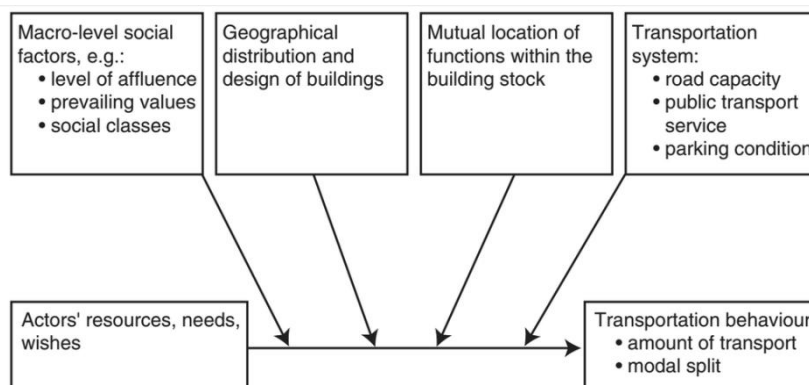 Macro-level social
factors, e.g.:
• level of affluence
• prevailing values
• social classes
Geographical
distribution and
design of buildings
Mutual location of
functions within the
building stock
Transportation
system:
• road capacity
• public transport
service
• parking condition
Actors' resources, needs,
wishes
Transportation behaviour
• amount of transport
• modal split